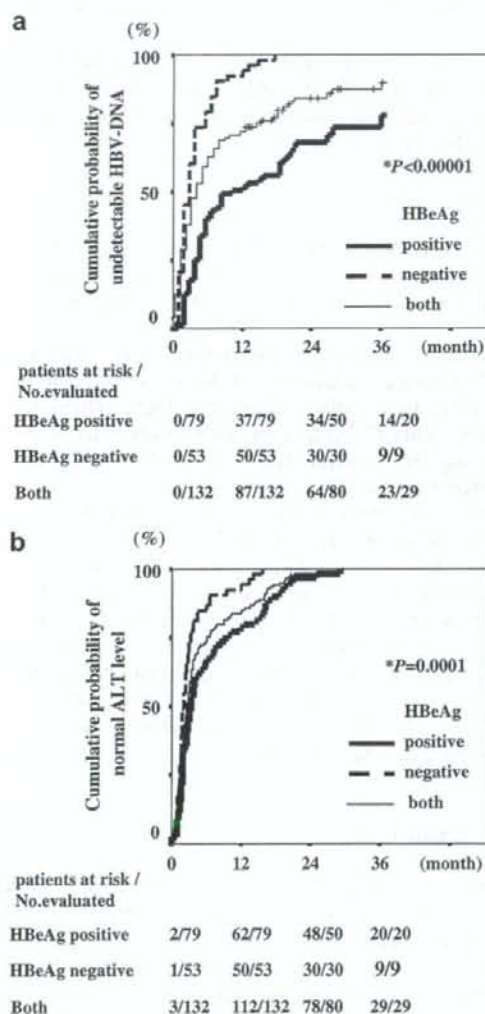 a
(%)
100
50
0
Cumulative probability of
undetectable HBV-DNA
*P<0.00001
HBeAg
positive
negative
both
0 12 24 36 (month)
patients at risk /
No.evaluated
HBeAg positive 0/79 37/79 34/50 14/20
HBeAg negative 0/53 50/53 30/30 9/9
Both 0/132 87/132 64/80 23/29
b
(%)
100
50
0
Cumulative probability of
normal ALT level
*P=0.0001
HBeAg
positive
negative
both
0 12 24 36 (month)
patients at risk /
No.evaluated
HBeAg positive 2/79 62/79 48/50 20/20
HBeAg negative 1/53 50/53 30/30 9/9
Both 3/132 112/132 78/80 29/29